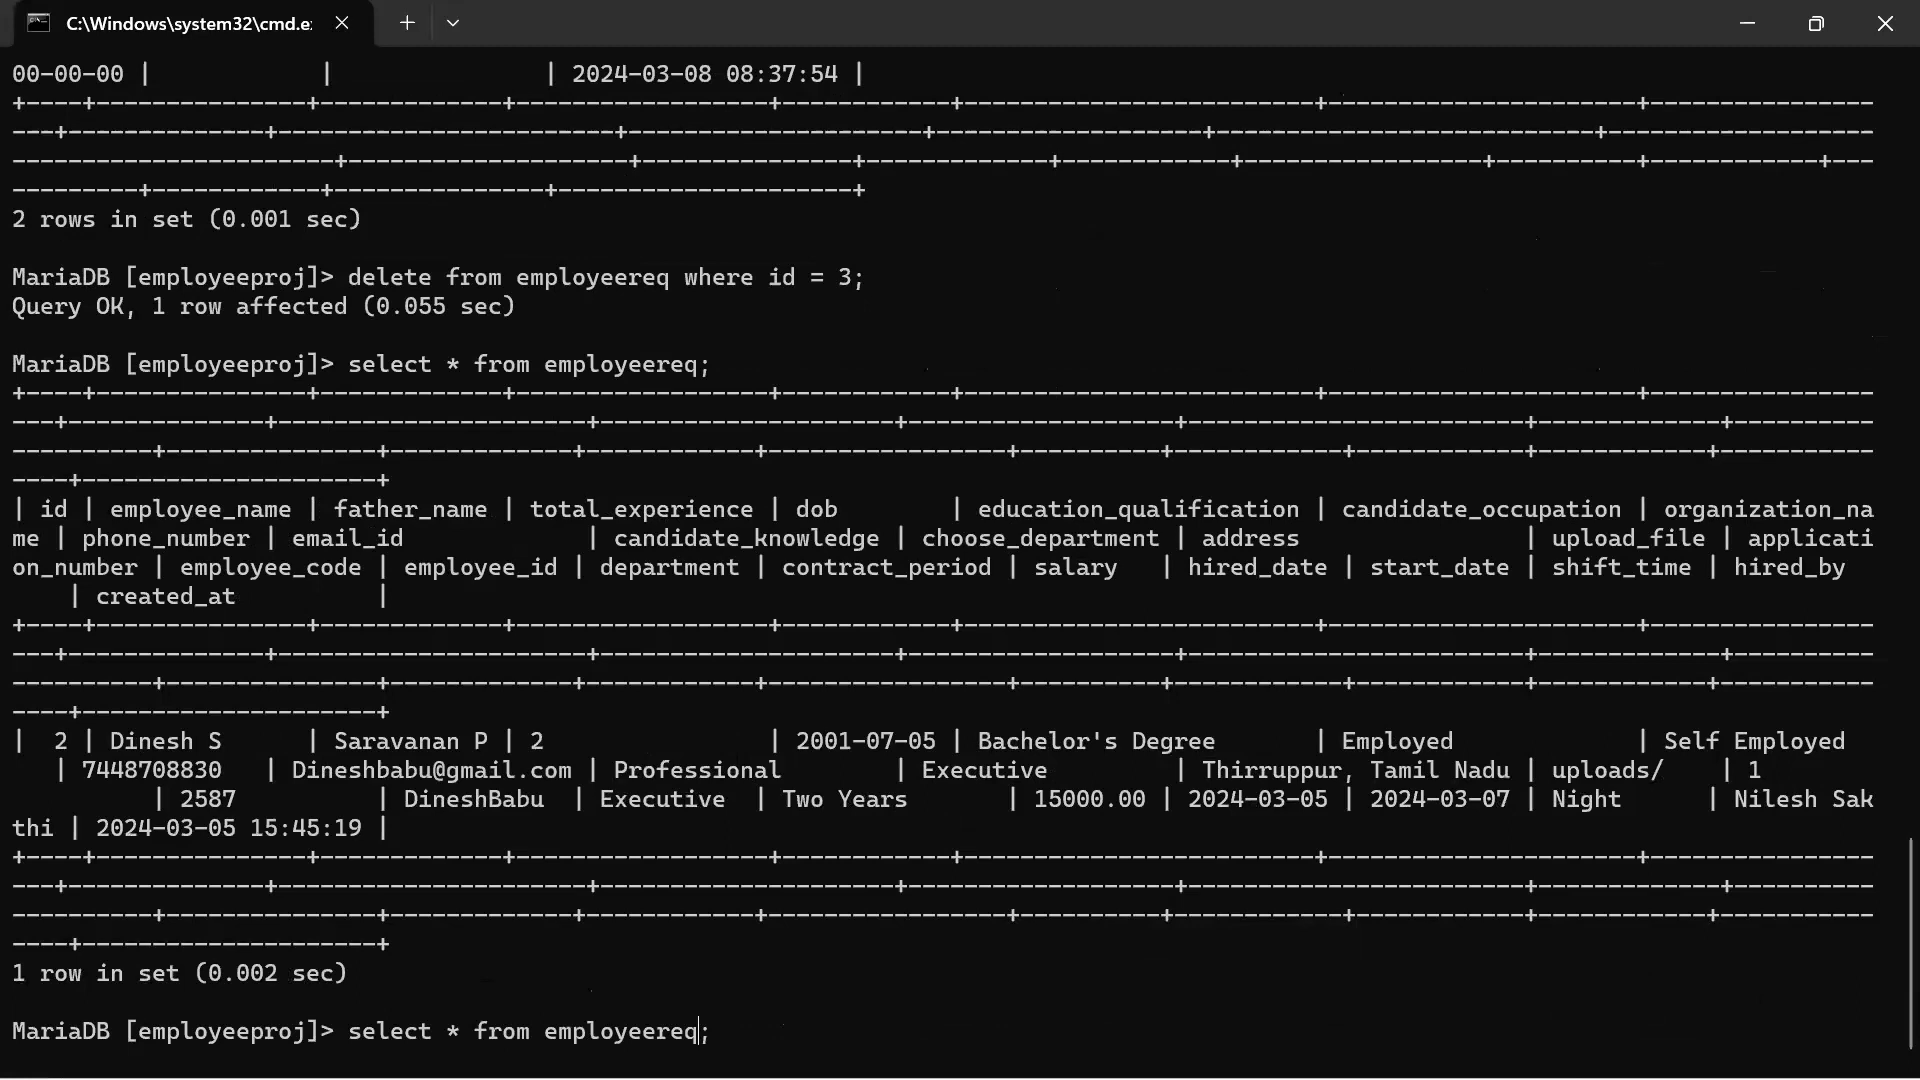 C:\Windows\system32\cmd.e
00-00-00 | | | 2024-03-08 08:37:54 |
+----+---------------+-------------+------------------+------------+-------------------------+----------------------+----------------
---+--------------+------------------------+---------------------+-------------------+---------------------------+-------------------
-----------------------+--------------------+---------------+-------------+------------+-----------------+----------+------------+---
---------+------------+---------------+---------------------+
2 rows in set (0.001 sec)
MariaDB [employeeproj]> delete from employeereq where id = 3;
Query OK, 1 row affected (0.055 sec)
MariaDB [employeeproj]> select * from employeereq;
+----+---------------+-------------+------------------+------------+-------------------------+----------------------+----------------
---+--------------+----------------------+---------------------+-------------------+------------------------+-------------+----------
----------+---------------+-------------+------------+-----------------+----------+------------+------------+------------+-----------
----+---------------------+
| id | employee_name | father_name | total_experience | dob | education_qualification | candidate_occupation | organization_na
me | phone_number | email_id | candidate_knowledge | choose_department | address | upload_file | applicati
on_number | employee_code | employee_id | department | contract_period | salary | hired_date | start_date | shift_time | hired_by
| created_at |
+----+---------------+-------------+------------------+------------+-------------------------+----------------------+----------------
---+--------------+----------------------+---------------------+-------------------+------------------------+-------------+----------
----------+---------------+-------------+------------+-----------------+----------+------------+------------+------------+-----------
----+---------------------+
| 2 | Dinesh S | Saravanan P | 2 | 2001-07-05 | Bachelor's Degree | Employed | Self Employed
| 7448708830 | Dineshbabu@gmail.com | Professional | Executive | Thirruppur, Tamil Nadu | uploads/ | 1
| 2587 | DineshBabu | Executive | Two Years | 15000.00 | 2024-03-05 | 2024-03-07 | Night | Nilesh Sak
thi | 2024-03-05 15:45:19 |
+----+---------------+-------------+------------------+------------+-------------------------+----------------------+----------------
---+--------------+----------------------+---------------------+-------------------+------------------------+-------------+----------
----------+---------------+-------------+------------+-----------------+----------+------------+------------+------------+-----------
----+---------------------+
1 row in set (0.002 sec)
MariaDB [employeeproj]> select * from employeereq;